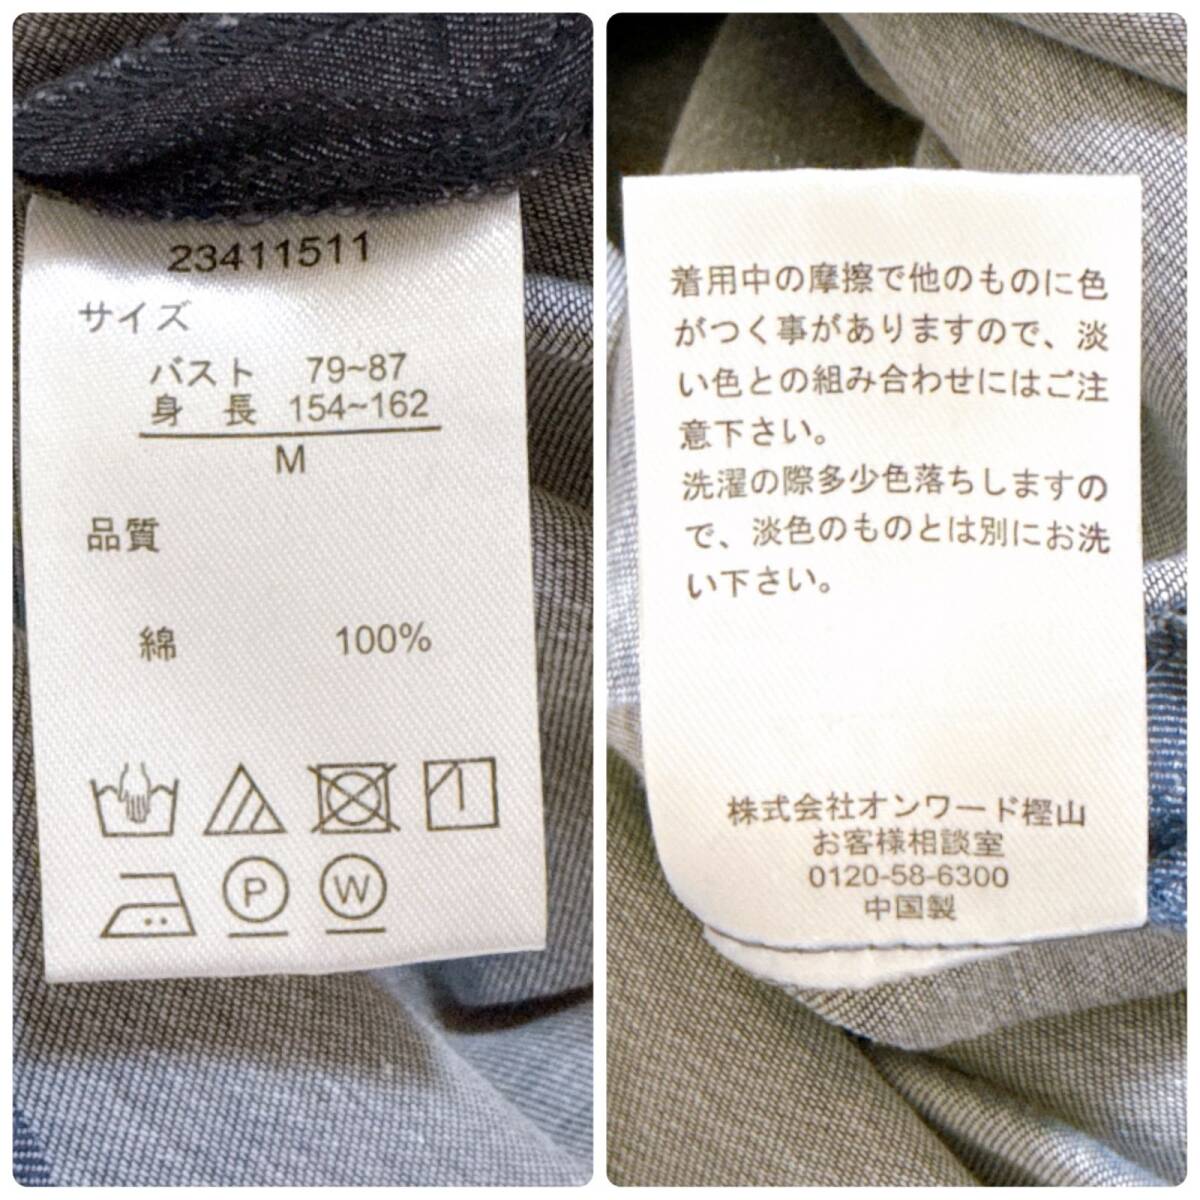 23411511
サイズ
バスト 79~87
身 長 154~162
M
品質
綿 100%
P
W
着用中の摩擦で他のものに色
がつく事がありますので、淡
い色との組み合わせにはご注
意下さい。
洗濯の際多少色落ちしますの
で、淡色のものとは別にお洗
い下さい。
株式会社オンワード樫山
お客様相談室
0120-58-6300
中国製